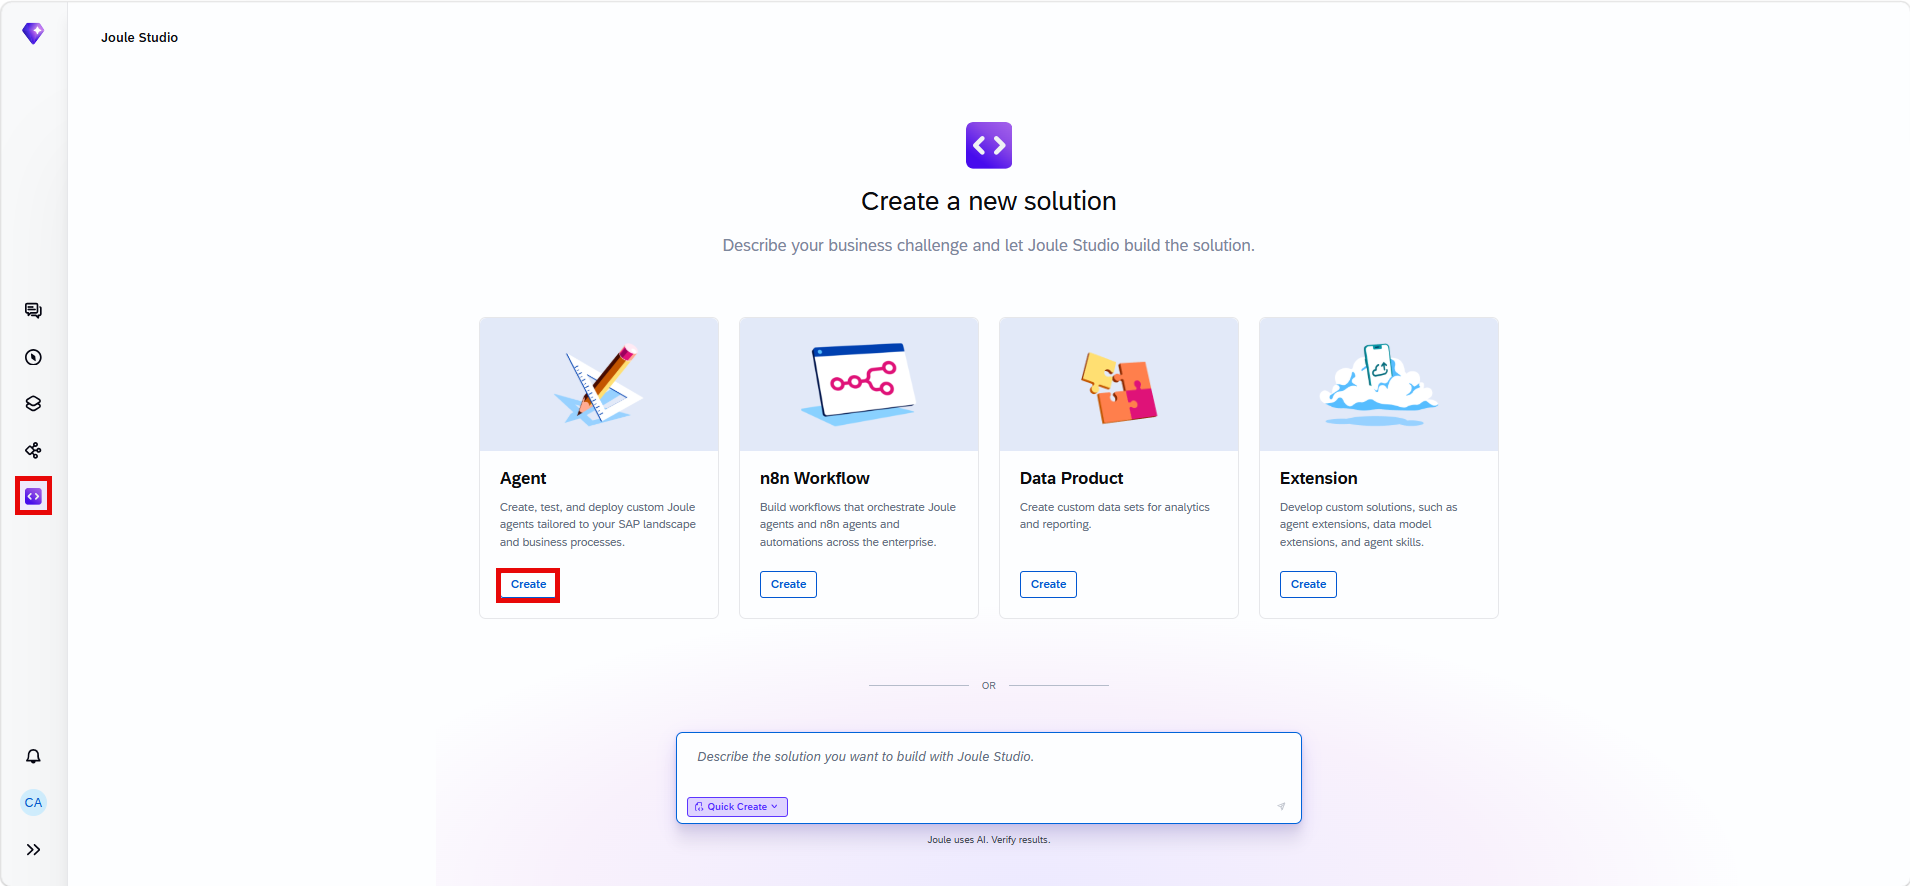 Joule Studio
Create a new solution
Describe your business challenge and let Joule Studio build the solution.
Agent
Create, test, and deploy custom Joule
agents tailored to your SAP landscape
and business processes.
Create
n8n Workflow
Build workflows that orchestrate Joule
agents and n8n agents and
automations across the enterprise.
Create
Data Product
Create custom data sets for analytics
and reporting.
Create
Extension
Develop custom solutions, such as
agent extensions, data model
extensions, and agent skills.
Create
OR
Describe the solution you want to build with Joule Studio.
Quick Create
Joule uses AI. Verify results.
CA